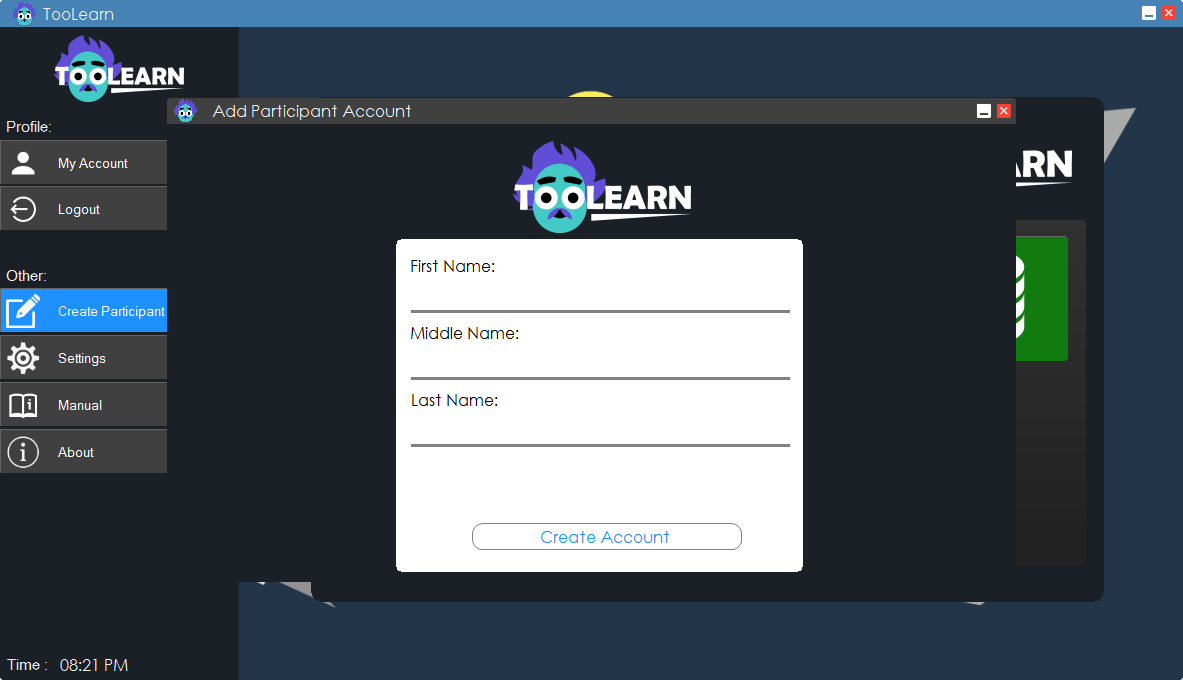 TooLearn
TOOLEARN
Profile:
My Account
Logout
Other:
Create Participant
Settings
Manual
About
Time : 08:21 PM
Add Participant Account
TOOLEARN
First Name:
Middle Name:
Last Name:
Create Account
ARN